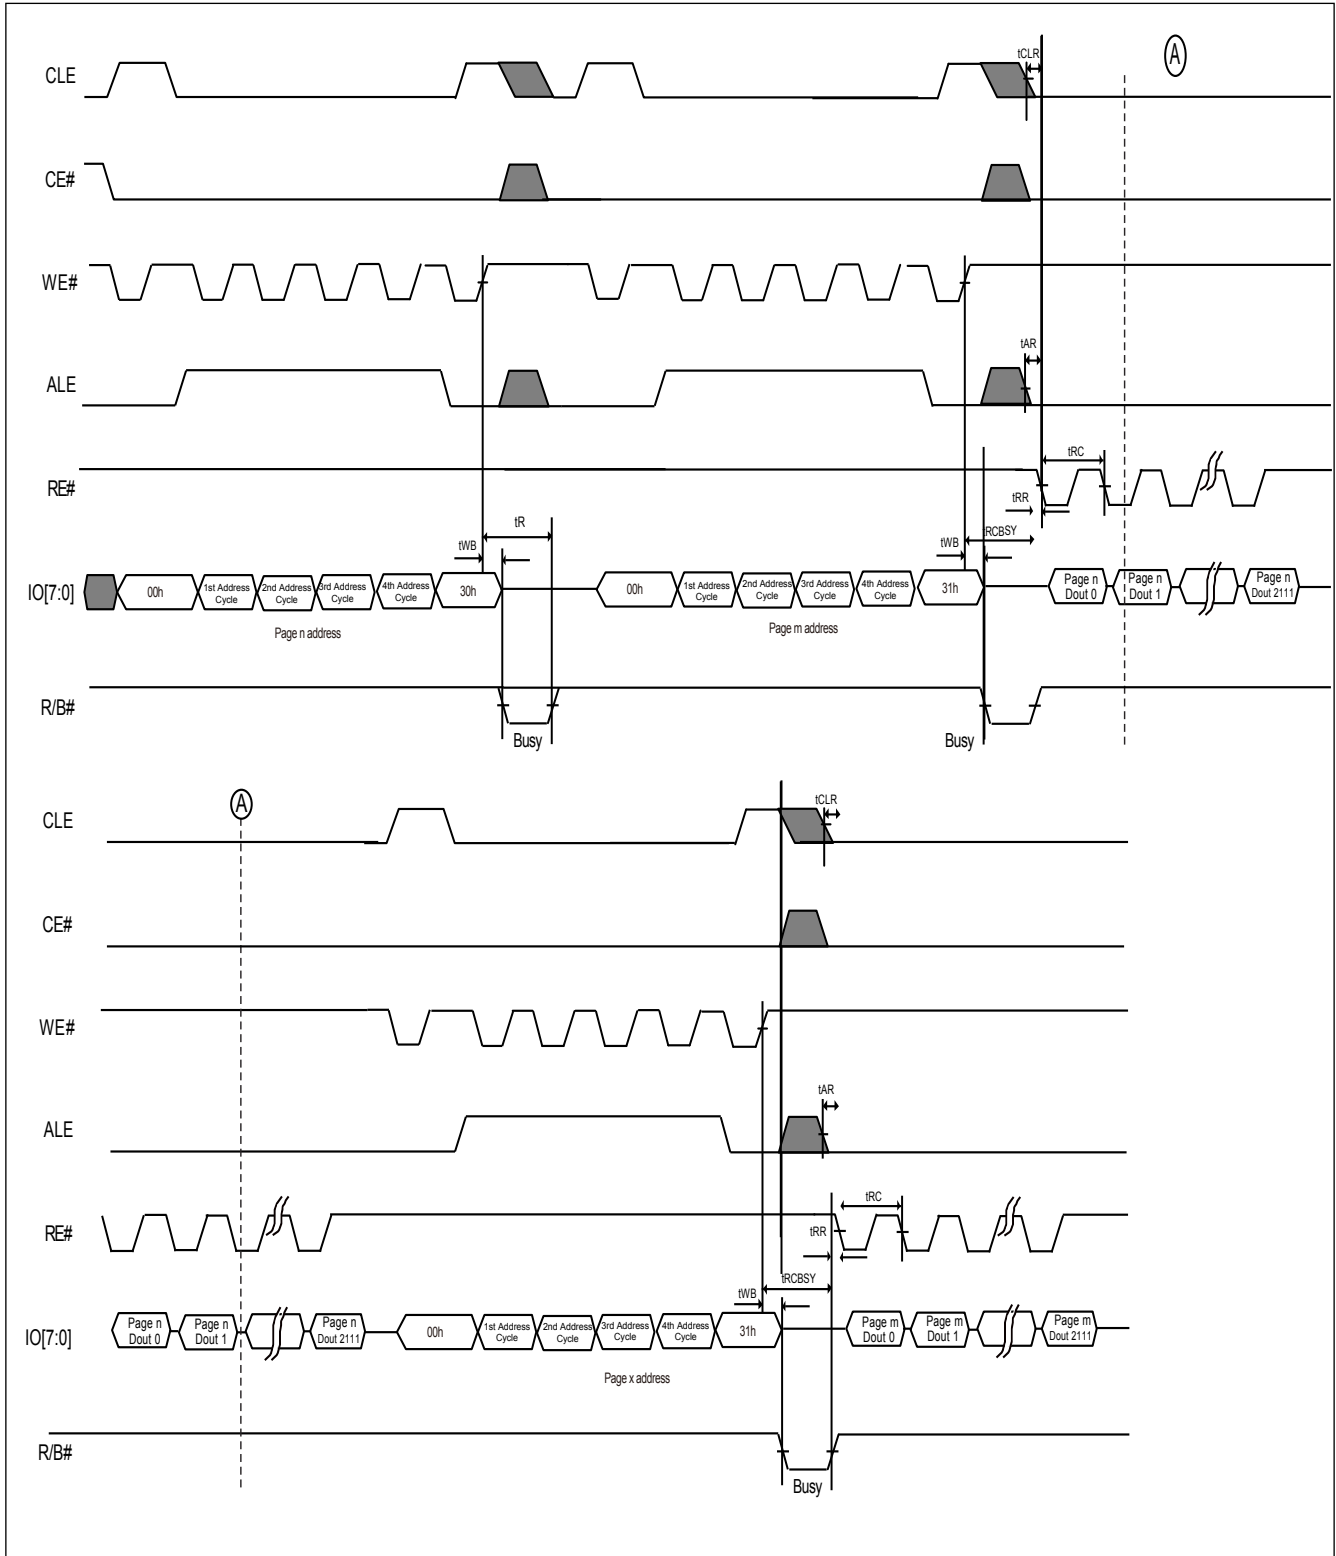 tCLR
A
CLE
CE#
WE#
tAR
ALE
tRC
RE#
tRR
tR
tRCBSY
tWB
tWB
IO[7:0]
00h
1st Address Cycle
2nd Address Cycle
3rd Address Cycle
4th Address Cycle
30h
00h
1st Address Cycle
2nd Address Cycle
3rd Address Cycle
4th Address Cycle
31h
Page n Dout 0
Page n Dout 1
Page n Dout 2111
Page n address
Page m address
R/B#
Busy
Busy
A
tCLR
CLE
CE#
WE#
tAR
ALE
tRC
RE#
tRR
tRCBSY
tWB
IO[7:0]
Page n Dout 0
Page n Dout 1
Page n Dout 2111
00h
1st Address Cycle
2nd Address Cycle
3rd Address Cycle
4th Address Cycle
31h
Page m Dout 0
Page m Dout 1
Page m Dout 2111
Page x address
R/B#
Busy